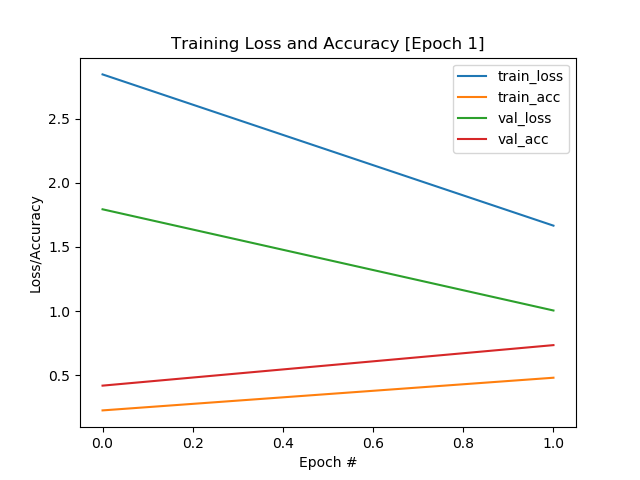 Training Loss and Accuracy [Epoch 1]
train_loss
train_acc
val_loss
val_acc
Loss/Accuracy
2.5
2.0
1.5
1.0
0.5
0.0 0.2 0.4 0.6 0.8 1.0
Epoch #